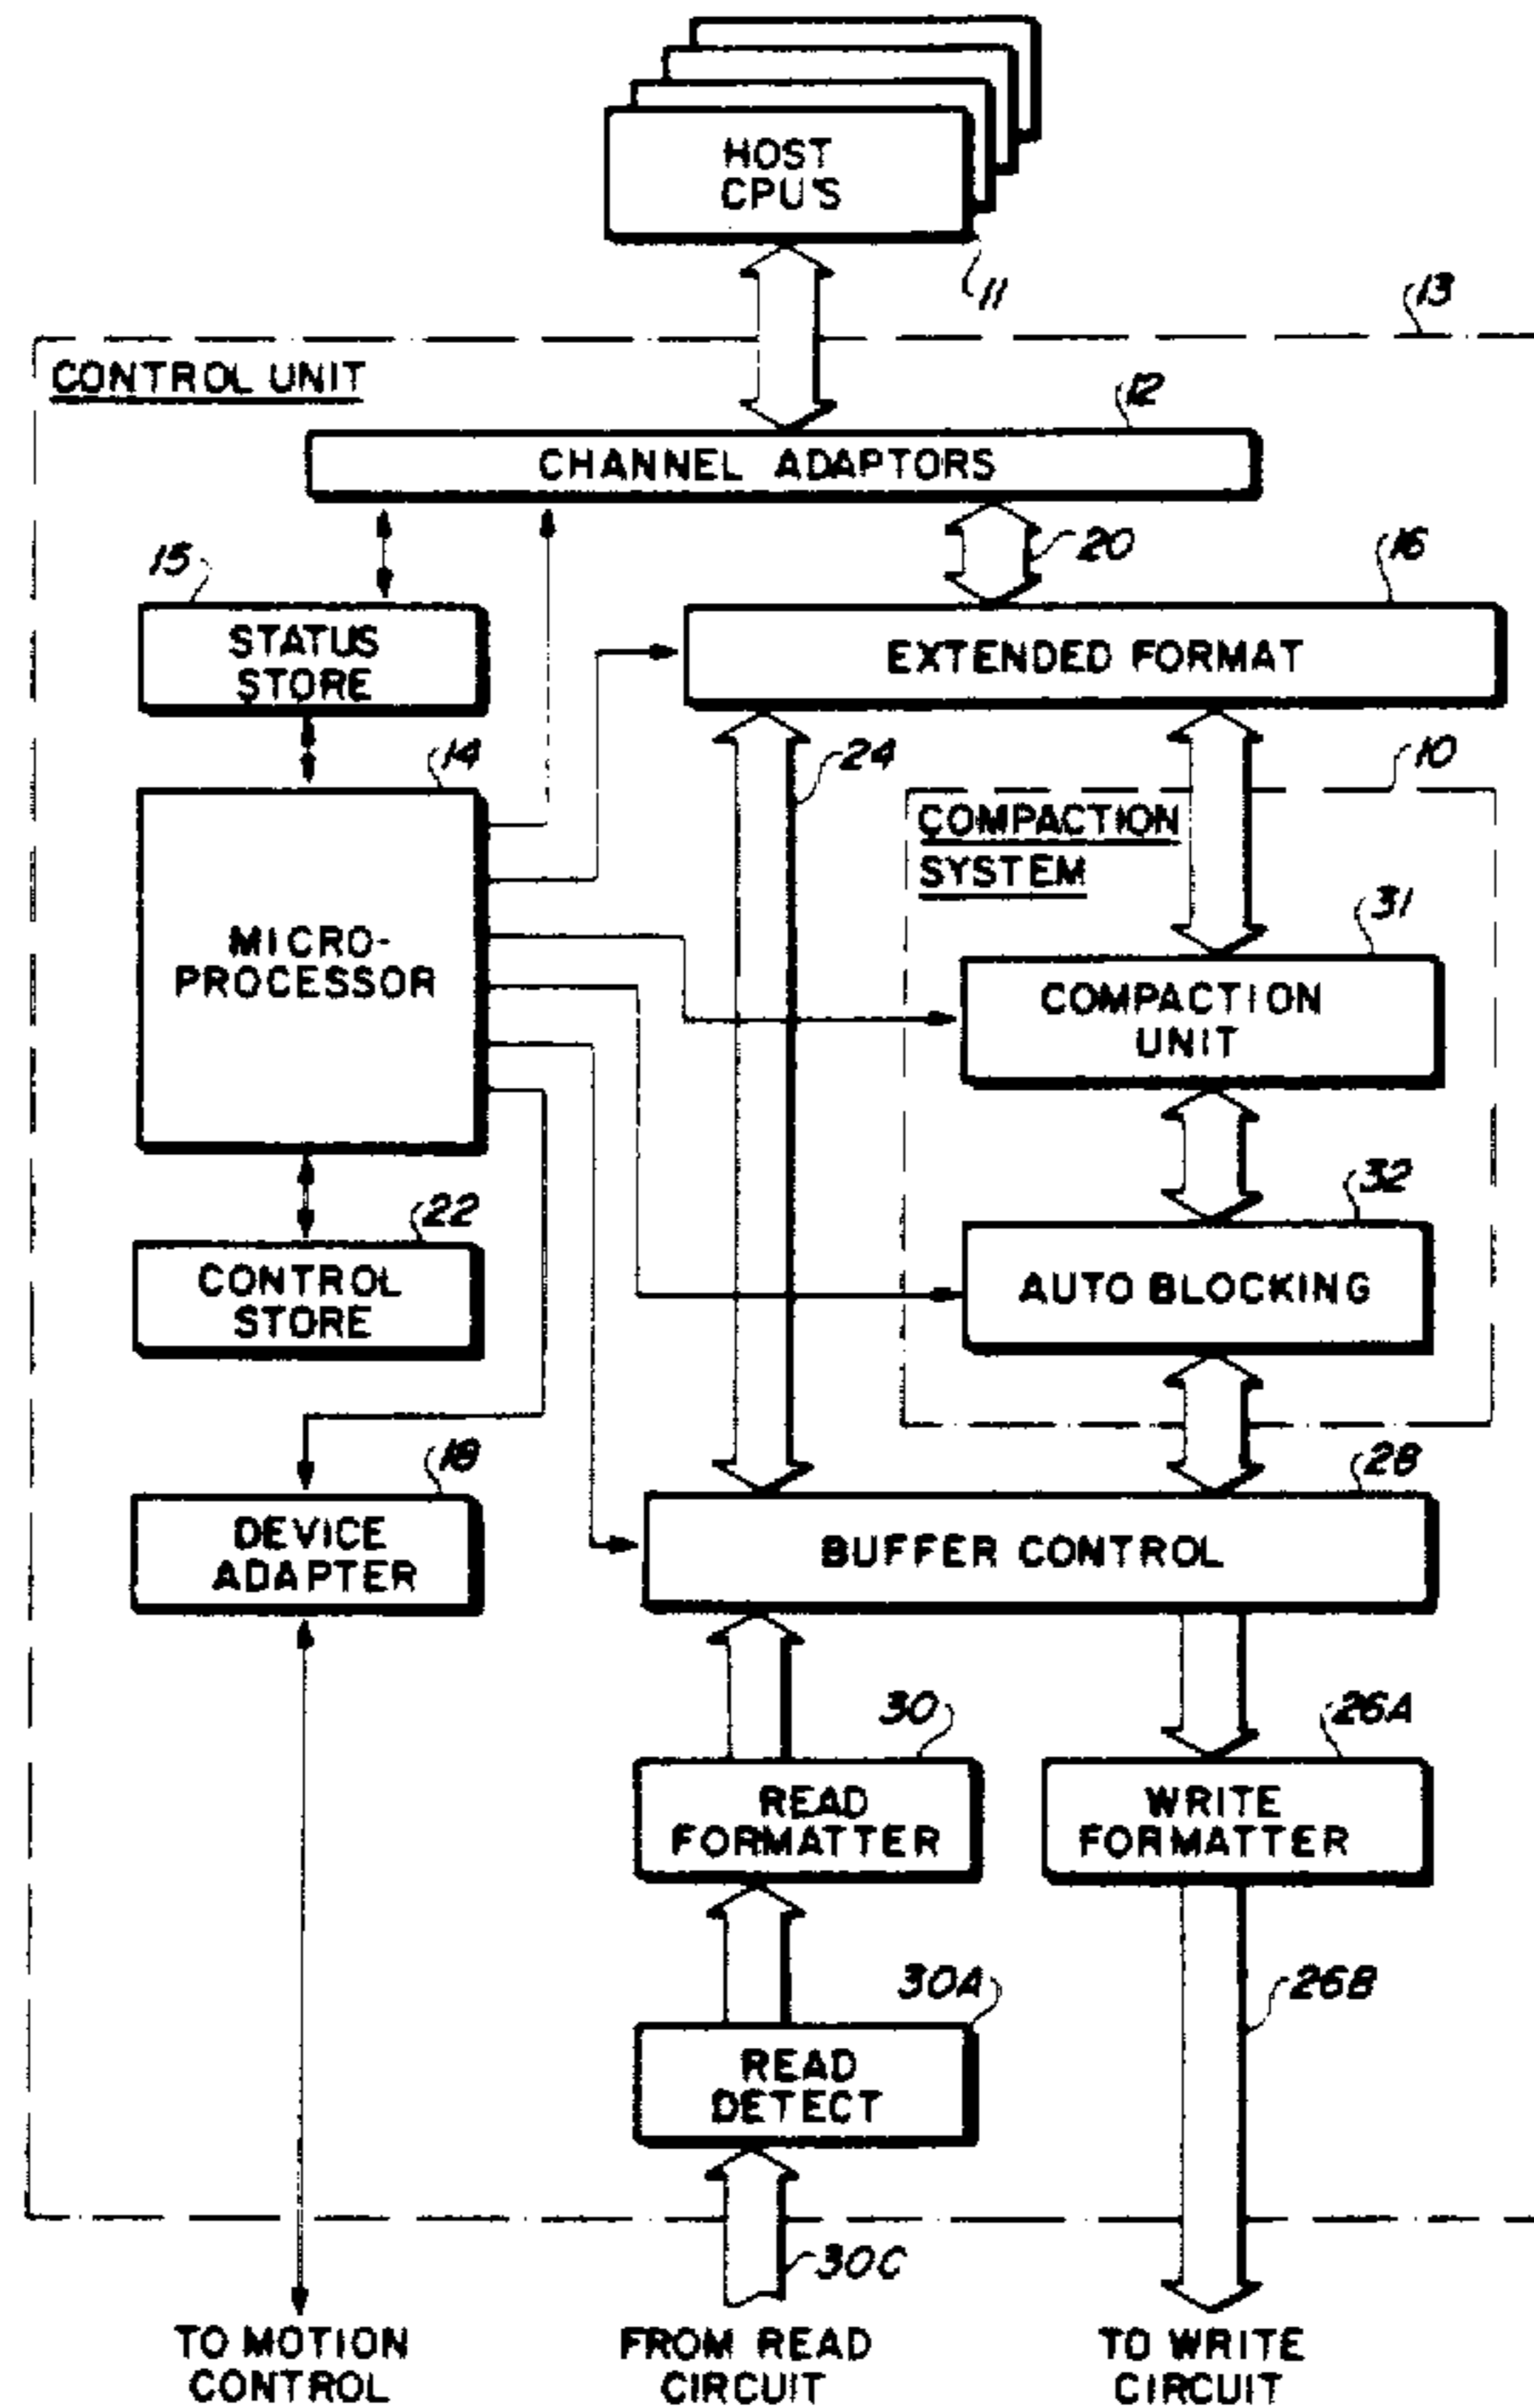 HOST
CPU'S
11
13
CONTROL UNIT
12
CHANNEL ADAPTORS
20
15
16
STATUS
STORE
EXTENDED FORMAT
14
24
10
COMPACTION
SYSTEM
MICRO-
PROCESSOR
31
COMPACTION
UNIT
22
32
CONTROL
STORE
AUTO BLOCKING
18
28
DEVICE
ADAPTER
BUFFER CONTROL
30
26A
READ
FORMATTER
WRITE
FORMATTER
30A
26B
READ
DETECT
30C
TO MOTION
CONTROL
FROM READ
CIRCUIT
TO WRITE
CIRCUIT